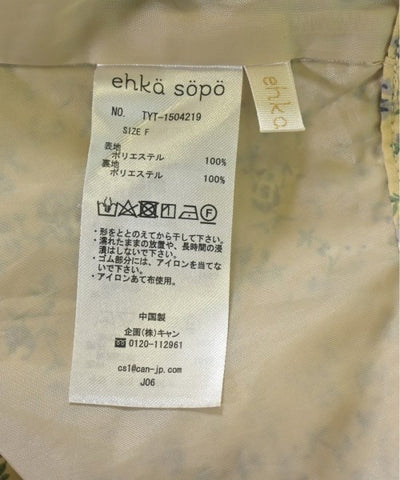 ehkä söpö
NO. TYT-1504219
SIZE F
表地
ポリエステル 100%
裏地
ポリエステル 100%
・形をととのえてから干して下さい。
・濡れたままの放置や、長時間の浸
漬はしないで下さい。
・ゴム部分には、アイロンを当てな
いで下さい。
・アイロンあて布使用。
中国製
企画(株)キャン
☎ 0120-112961
cs1@can-jp.com
J06
ehkä